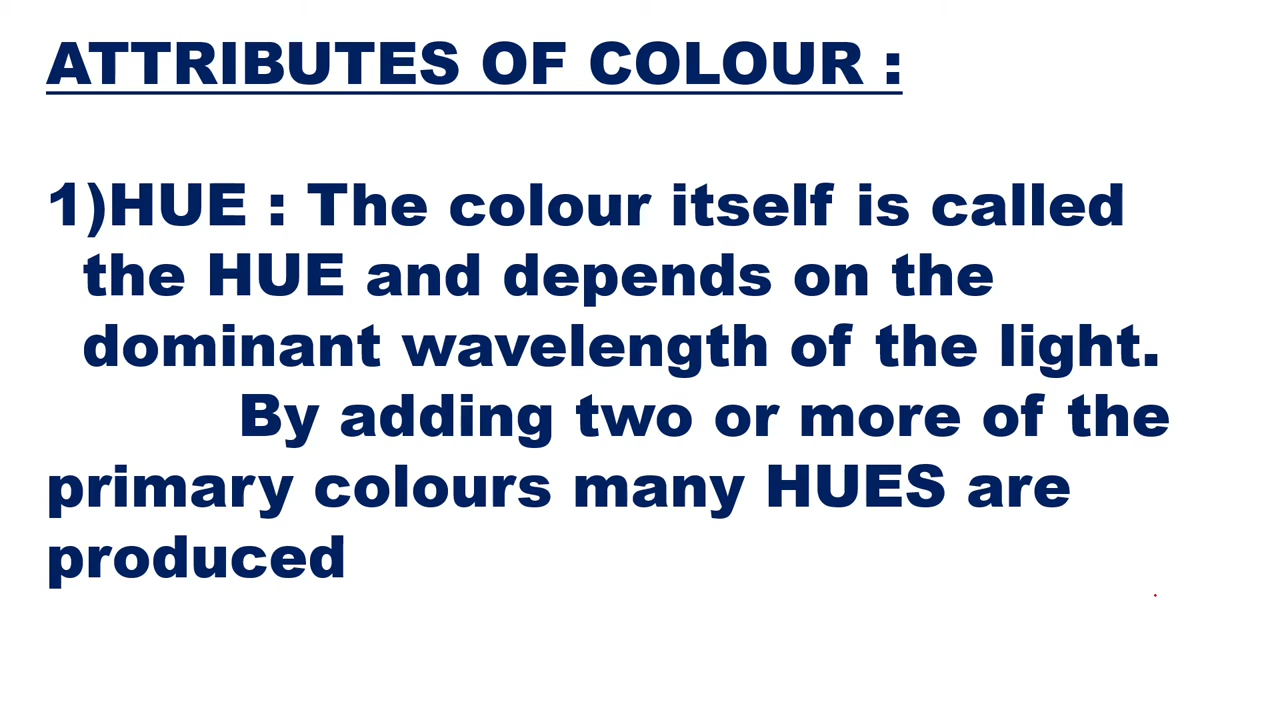 ATTRIBUTES OF COLOUR :
1)HUE : The colour itself is called
the HUE and depends on the
dominant wavelength of the light.
By adding two or more of the
primary colours many HUES are
produced